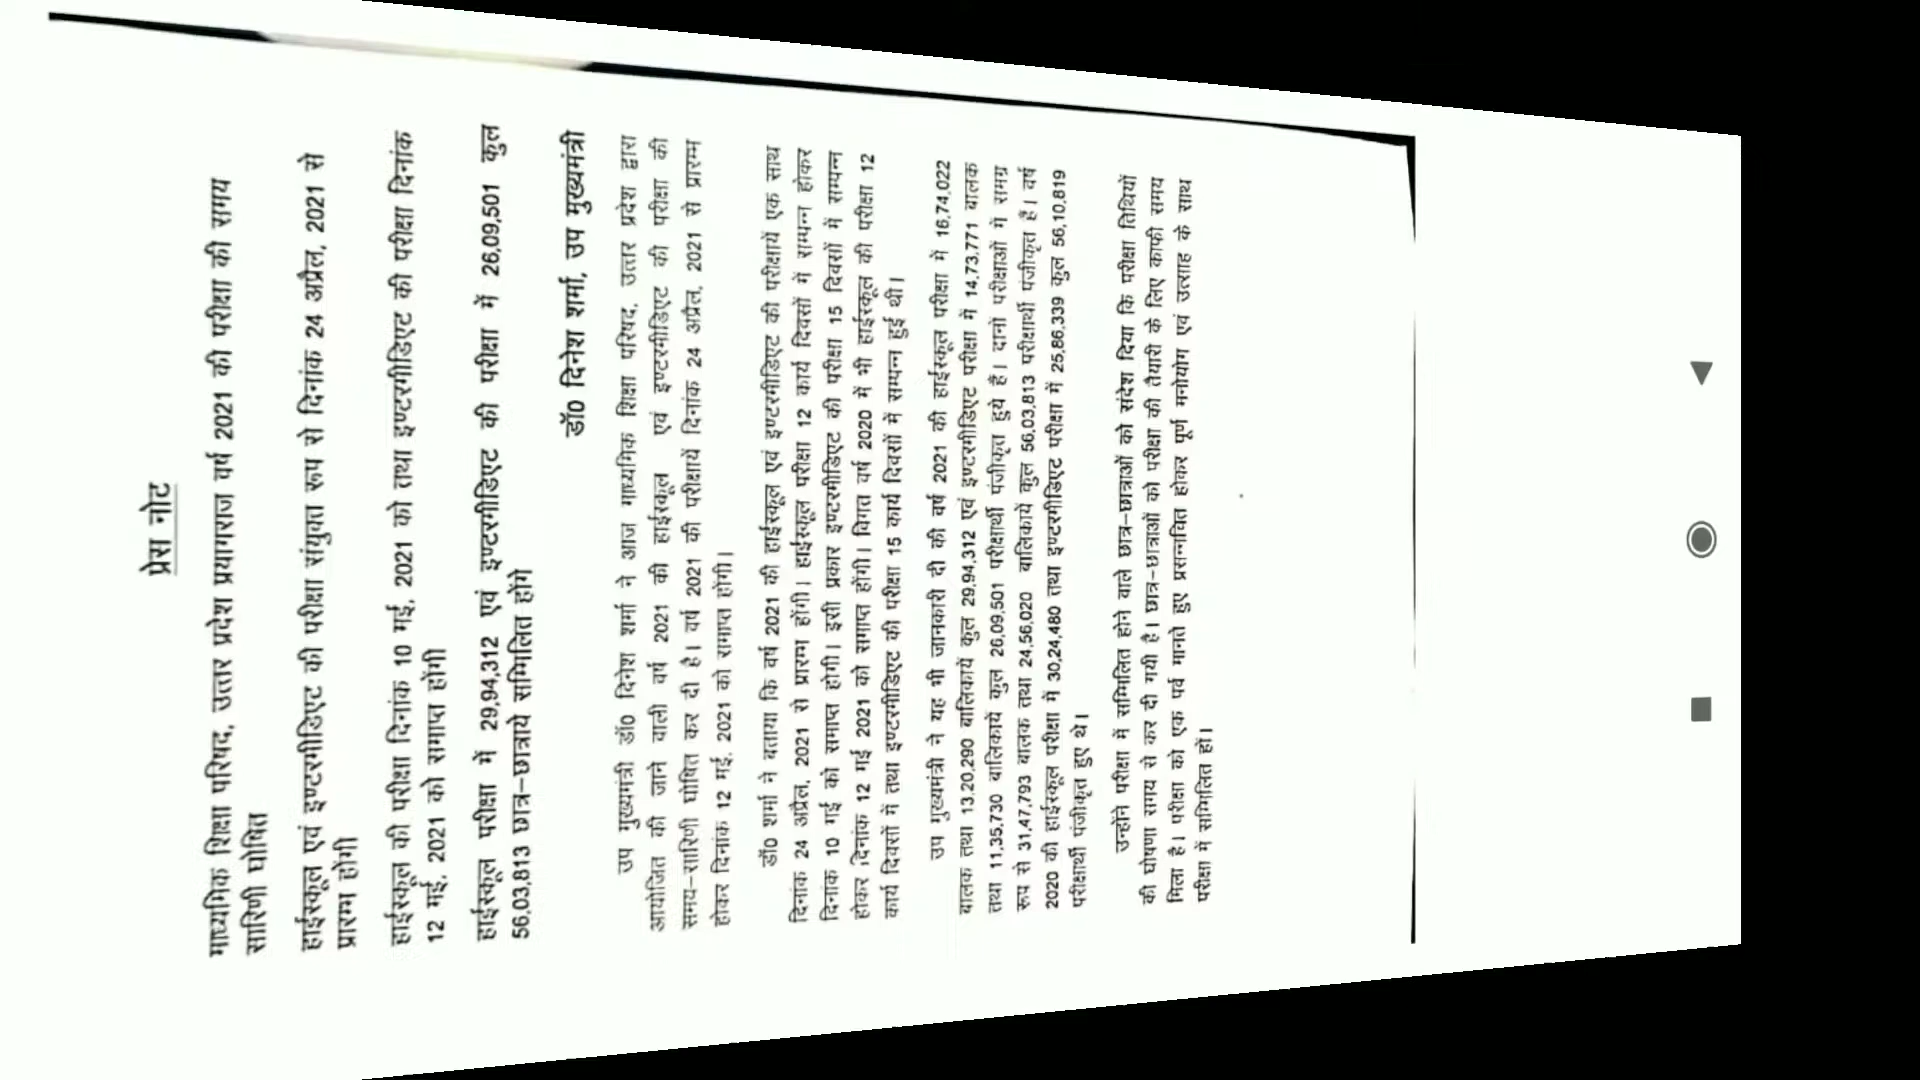 प्रेस नोट
माध्यमिक शिक्षा परिषद, उत्तर प्रदेश प्रयागराज वर्ष 2021 की परीक्षा की समय
सारिणी घोषित
हाईस्कूल एवं इण्टरमीडिएट की परीक्षा संयुक्त रूप से दिनांक 24 अप्रैल, 2021 से
प्रारम्भ होंगी
हाईस्कूल की परीक्षा दिनांक 10 मई, 2021 को तथा इण्टरमीडिएट की परीक्षा दिनांक
12 मई, 2021 को समाप्त होंगी
हाईस्कूल परीक्षा में 29,94,312 एवं इण्टरमीडिएट की परीक्षा में 26,09,501 कुल
56,03,813 छात्र–छात्रायें सम्मिलित होंगे
डॉ0 दिनेश शर्मा, उप मुख्यमंत्री
उप मुख्यमंत्री डॉ0 दिनेश शर्मा ने आज माध्यमिक शिक्षा परिषद, उत्तर प्रदेश द्वारा
आयोजित की जाने वाली वर्ष 2021 की हाईस्कूल एवं इण्टरमीडिएट की परीक्षा की
समय–सारिणी घोषित कर दी है। वर्ष 2021 की परीक्षायें दिनांक 24 अप्रैल, 2021 से प्रारम्भ
होकर दिनांक 12 मई, 2021 को समाप्त होंगी।
डॉ0 शर्मा ने बताया कि वर्ष 2021 की हाईस्कूल एवं इण्टरमीडिएट की परीक्षायें एक साथ
दिनांक 24 अप्रैल, 2021 से प्रारम्भ होंगी। हाईस्कूल परीक्षा 12 कार्य दिवसों में सम्पन्न होकर
दिनांक 10 मई को समाप्त होगी। इसी प्रकार इण्टरमीडिएट की परीक्षा 15 दिवसों में सम्पन्न
होकर दिनांक 12 मई 2021 को समाप्त होंगी। विगत वर्ष 2020 में भी हाईस्कूल की परीक्षा 12
कार्य दिवसों में तथा इण्टरमीडिएट की परीक्षा 15 कार्य दिवसों में सम्पन्न हुई थी।
उप मुख्यमंत्री ने यह भी जानकारी दी की वर्ष 2021 की हाईस्कूल परीक्षा में 16,74,022
बालक तथा 13,20,290 बालिकायें कुल 29,94,312 एवं इण्टरमीडिएट परीक्षा में 14,73,771 बालक
तथा 11,35,730 बालिकायें कुल 26,09,501 परीक्षार्थी पंजीकृत हुये हैं। दोनों परीक्षाओं में समग्र
रूप से 31,47,793 बालक तथा 24,56,020 बालिकायें कुल 56,03,813 परीक्षार्थी पंजीकृत हैं। वर्ष
2020 की हाईस्कूल परीक्षा में 30,24,480 तथा इण्टरमीडिएट परीक्षा में 25,86,339 कुल 56,10,819
परीक्षार्थी पंजीकृत हुए थे।
उन्होंने परीक्षा में सम्मिलित होने वाले छात्र–छात्राओं को संदेश दिया कि परीक्षा तिथियों
की घोषणा समय से कर दी गयी है। छात्र–छात्राओं को परीक्षा की तैयारी के लिए काफी समय
मिला है। परीक्षा को एक पर्व मानते हुए प्रसन्नचित होकर पूर्ण मनोयोग एवं उत्साह के साथ
परीक्षा में सम्मिलित हों।